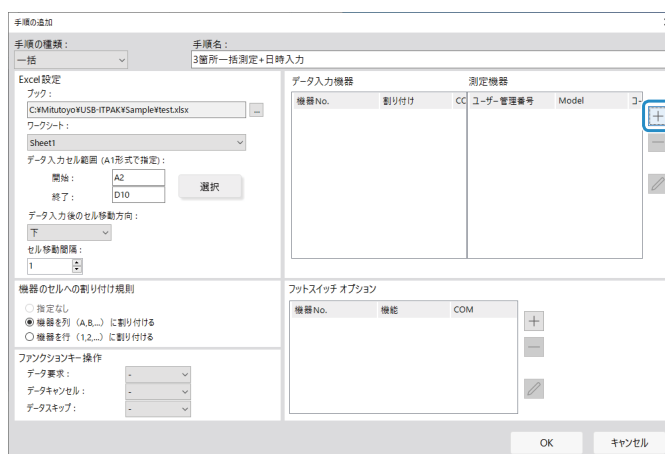 手順の追加
手順の種類：
手順名：
一括
3箇所一括測定+日時入力
Excel設定
ブック：
C:¥Mitutoyo¥USB-ITPAK¥Sample¥test.xlsx
...
ワークシート：
Sheet1
データ入力セル範囲 (A1形式で指定)：
開始：
A2
選択
終了：
D10
データ入力後のセル移動方向：
下
セル移動間隔：
1
データ入力機器
測定機器
機器No.
割り付け
CC
ユーザー管理番号
Model
コー
機器のセルへの割り付け規則
指定なし
機器を列（A,B,...）に割り付ける
機器を行（1,2,...）に割り付ける
フットスイッチ オプション
機器No.
機能
COM
ファンクションキー操作
データ要求：
-
データキャンセル：
-
データスキップ：
-
OK
キャンセル